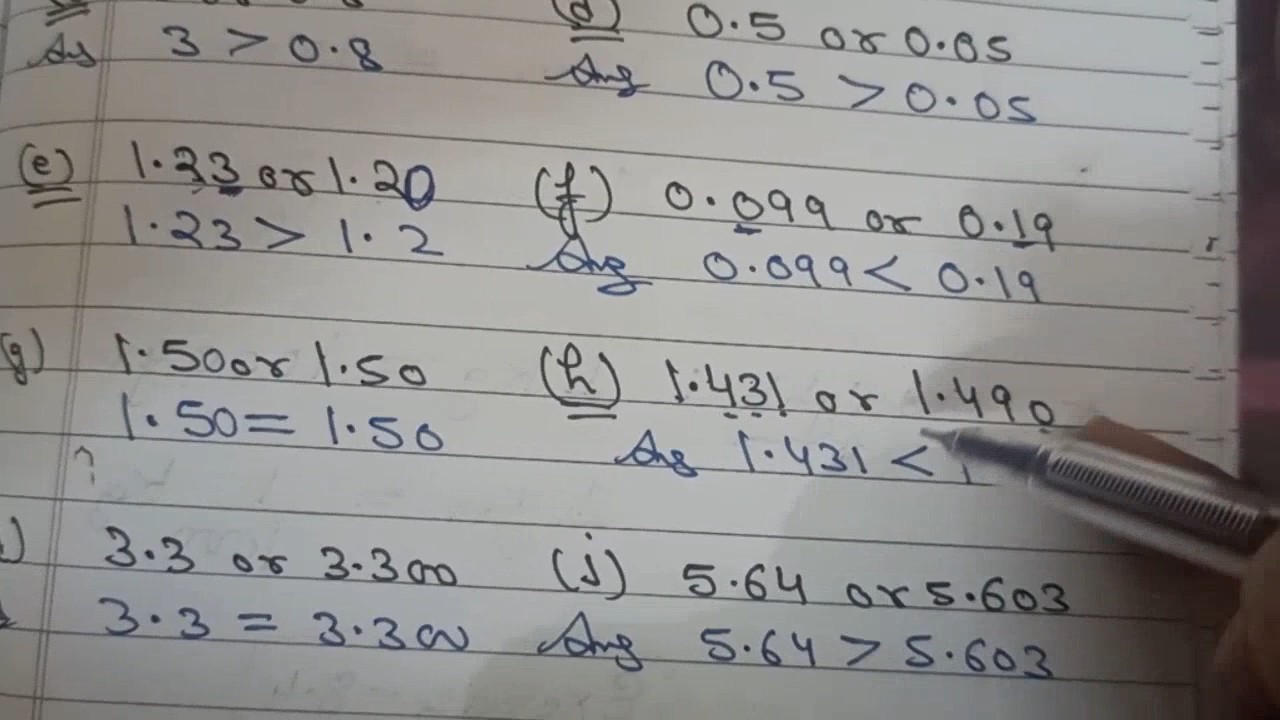 (d) 0.5 or 0.05
Ans 3 > 0.8
Ans 0.5 > 0.05
(e) 1.23 or 1.20
1.23 > 1.2
(f) 0.099 or 0.19
Ans 0.099 < 0.19
(g) 1.50 or 1.50
1.50 = 1.50
(h) 1.431 or 1.490
Ans 1.431 < 1
3.3 or 3.300
3.3 = 3.300
(j) 5.64 or 5.603
Ans 5.64 > 5.603